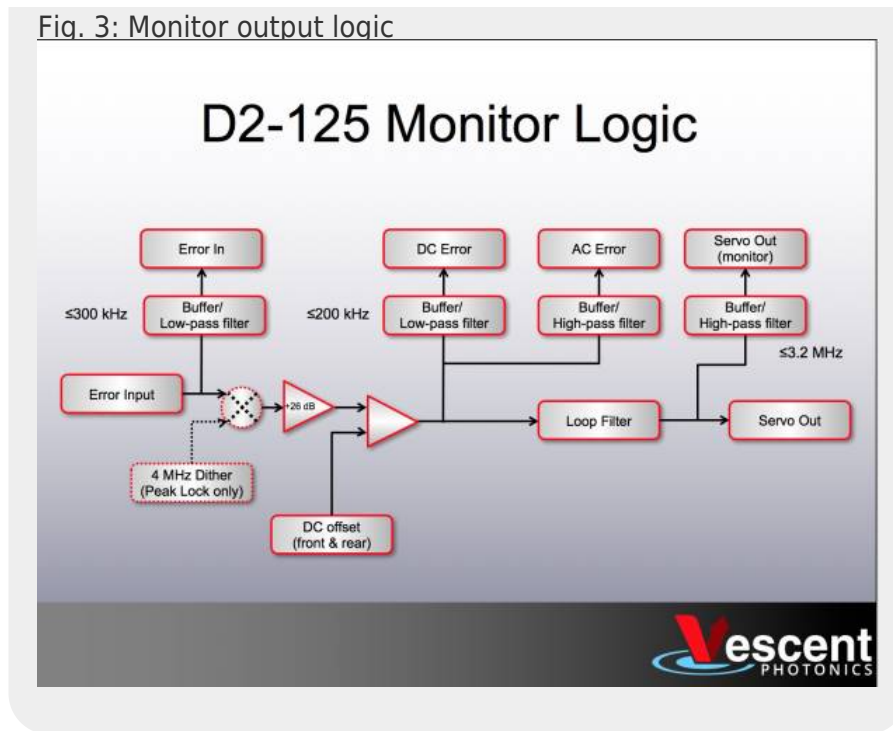 Fig. 3: Monitor output logic
D2-125 Monitor Logic
Error In
DC Error
AC Error
Servo Out
(monitor)
≤300 kHz
Buffer/
Low-pass filter
≤200 kHz
Buffer/
Low-pass filter
Buffer/
High-pass filter
Buffer/
High-pass filter
≤3.2 MHz
Error Input
+26 dB
Loop Filter
Servo Out
4 MHz Dither
(Peak Lock only)
DC offset
(front & rear)
Vescent
PHOTONICS